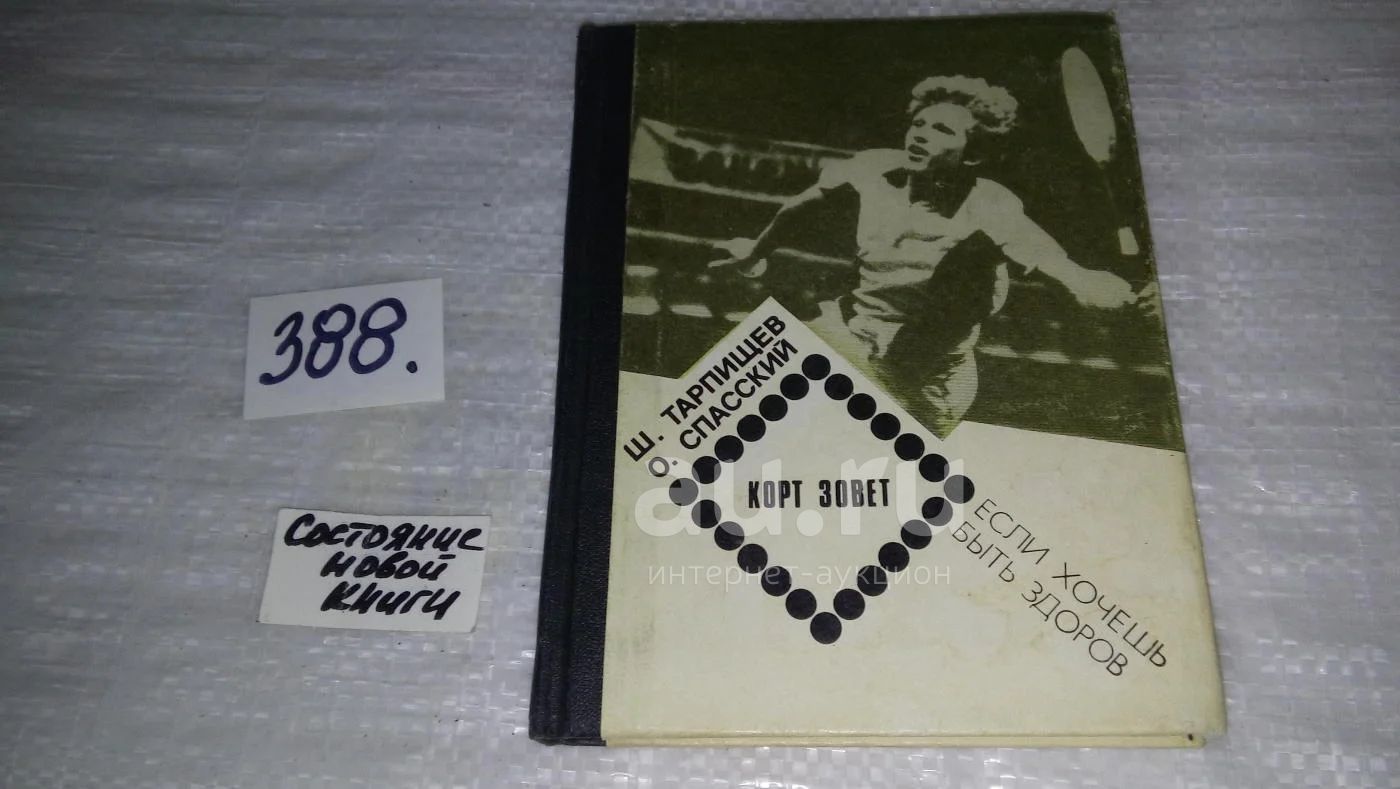 388.
Состояние
новой
книги
Ш. ТАРПИЩЕВ
О. СПАССКИЙ
КОРТ ЗОВЕТ
ЕСЛИ ХОЧЕШЬ
БЫТЬ ЗДОРОВ
au.ru
интернет-аукцион